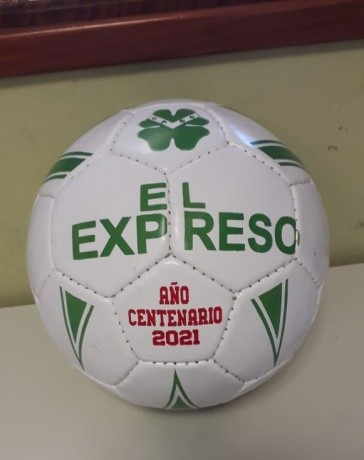 EL
EXPRESO
AÑO
CENTENARIO
2021